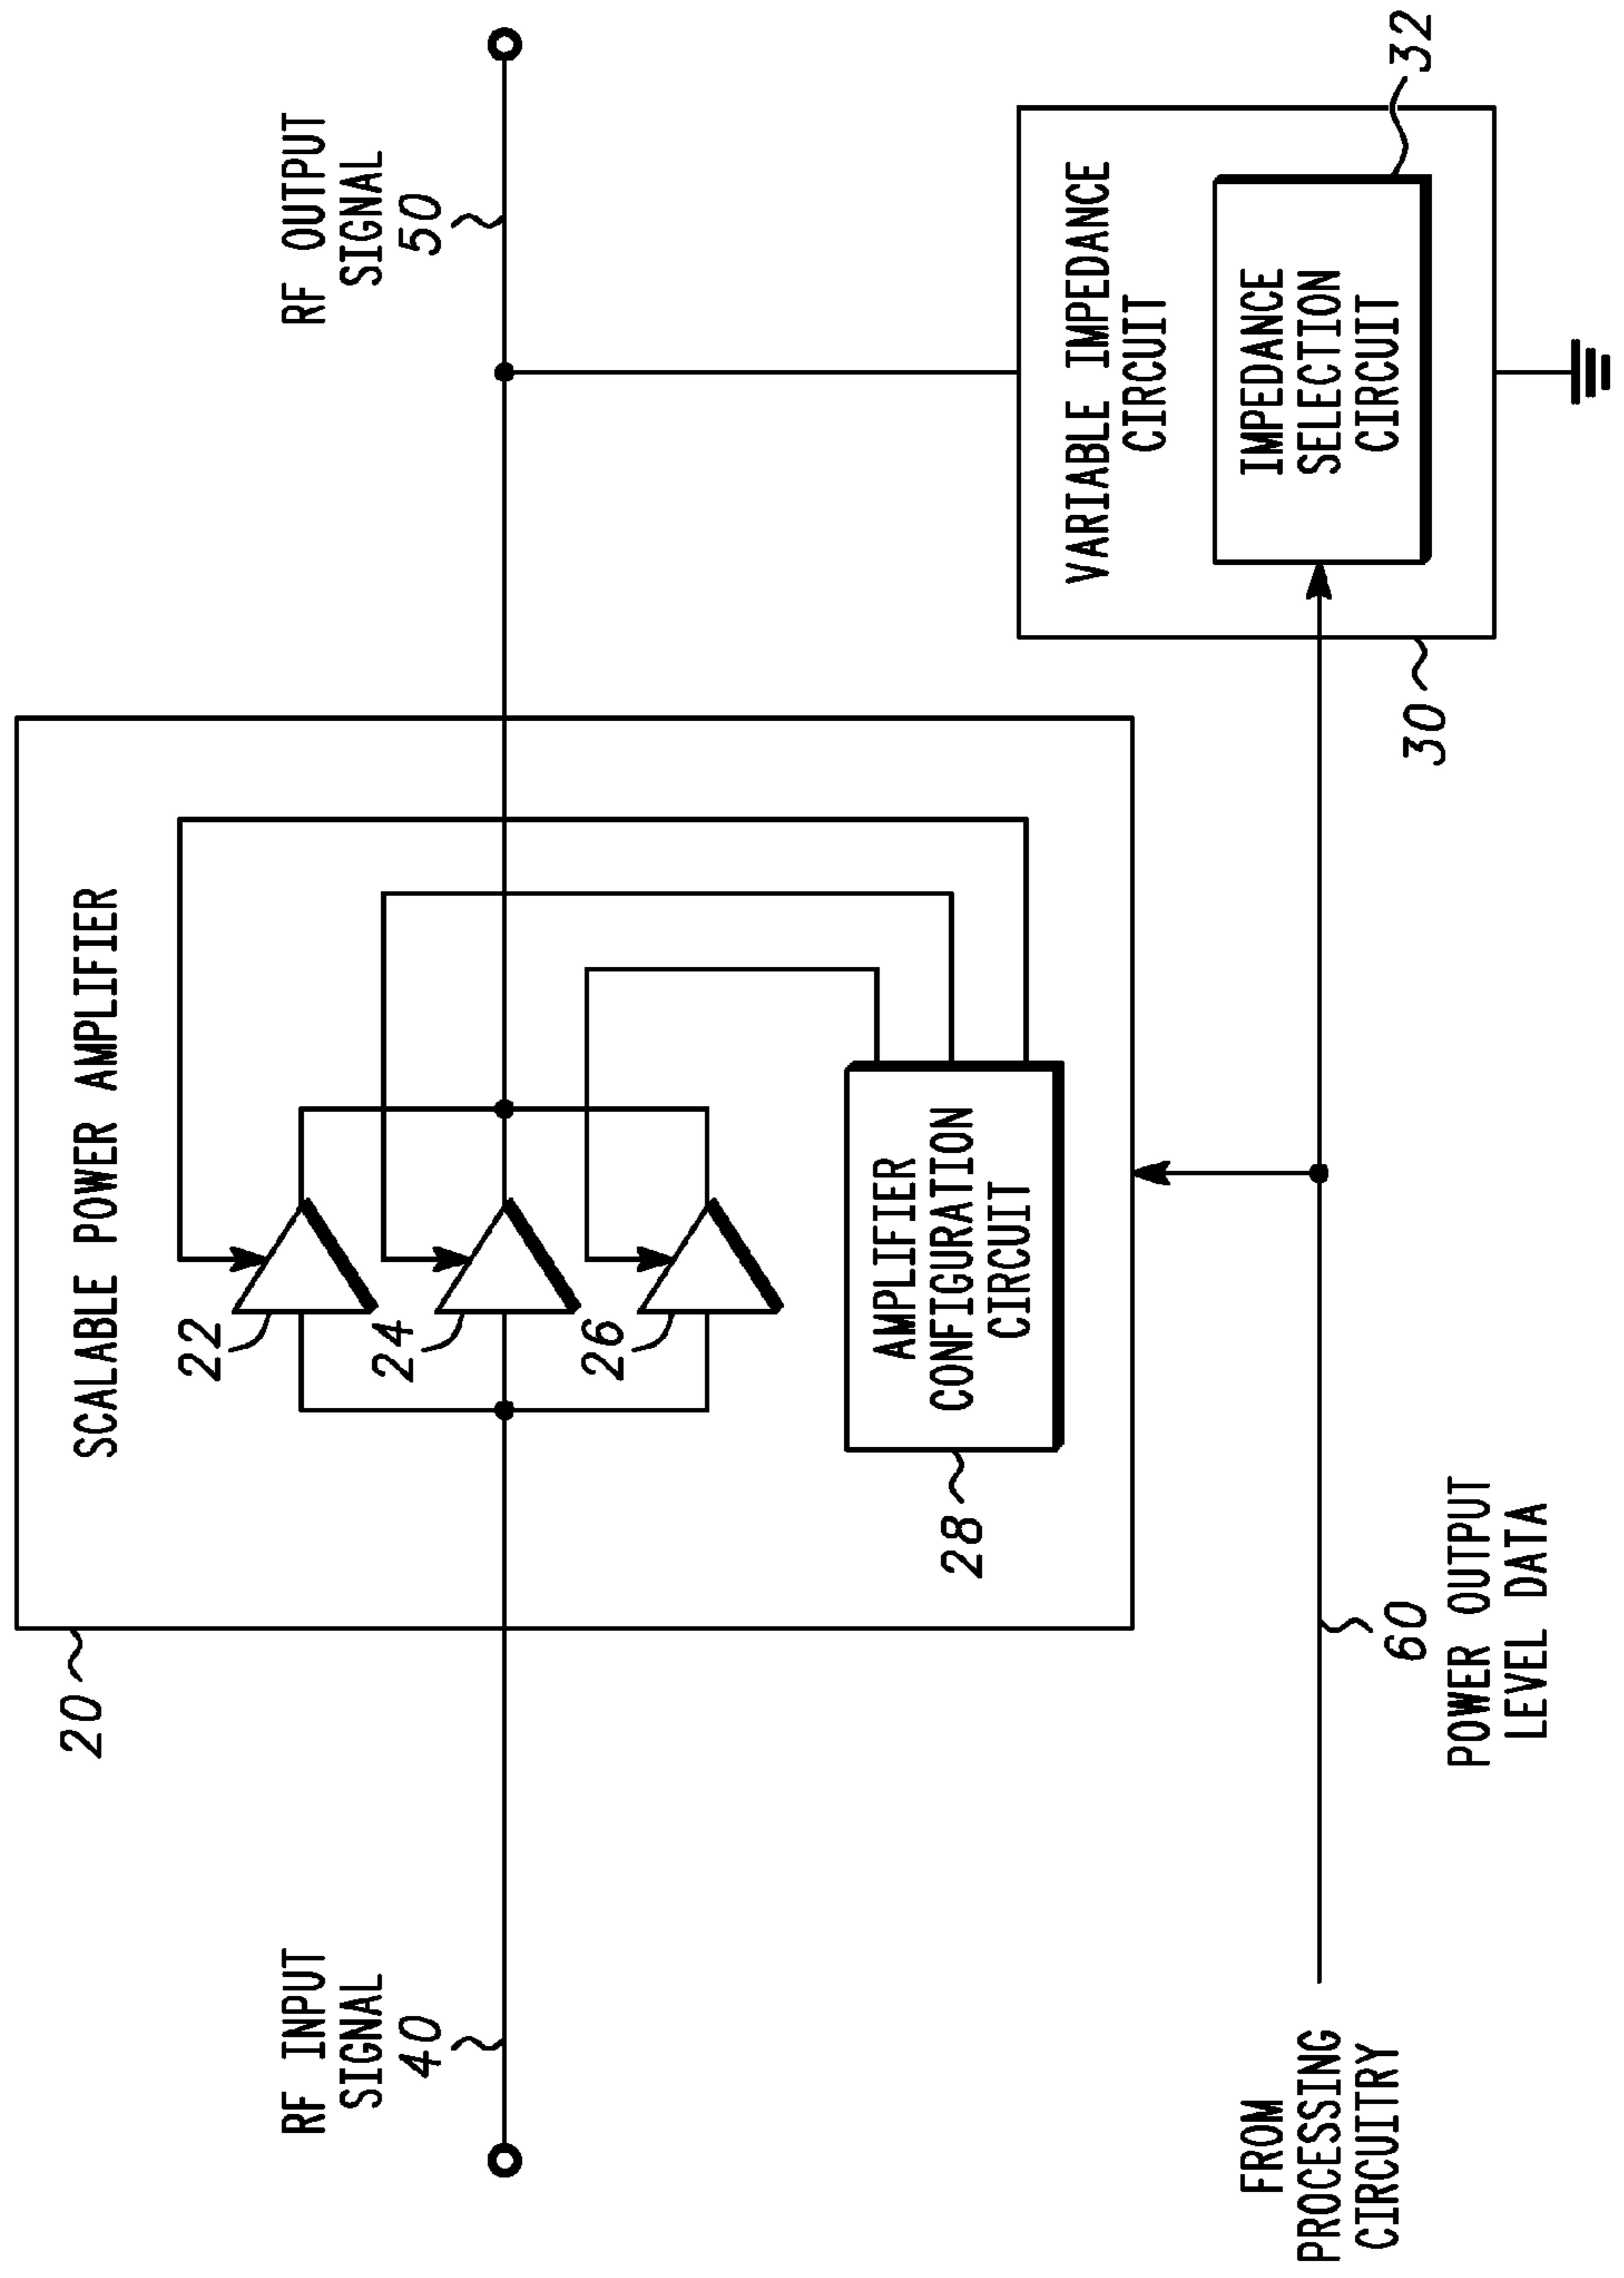 20
SCALABLE POWER AMPLIFIER
22
24
26
28
AMPLIFIER
CONFIGURATION
CIRCUIT
RF INPUT
SIGNAL
40
RF OUTPUT
SIGNAL
50
VARIABLE IMPEDANCE
CIRCUIT
IMPEDANCE
SELECTION
CIRCUIT
32
30
FROM
PROCESSING
CIRCUITRY
60
POWER OUTPUT
LEVEL DATA